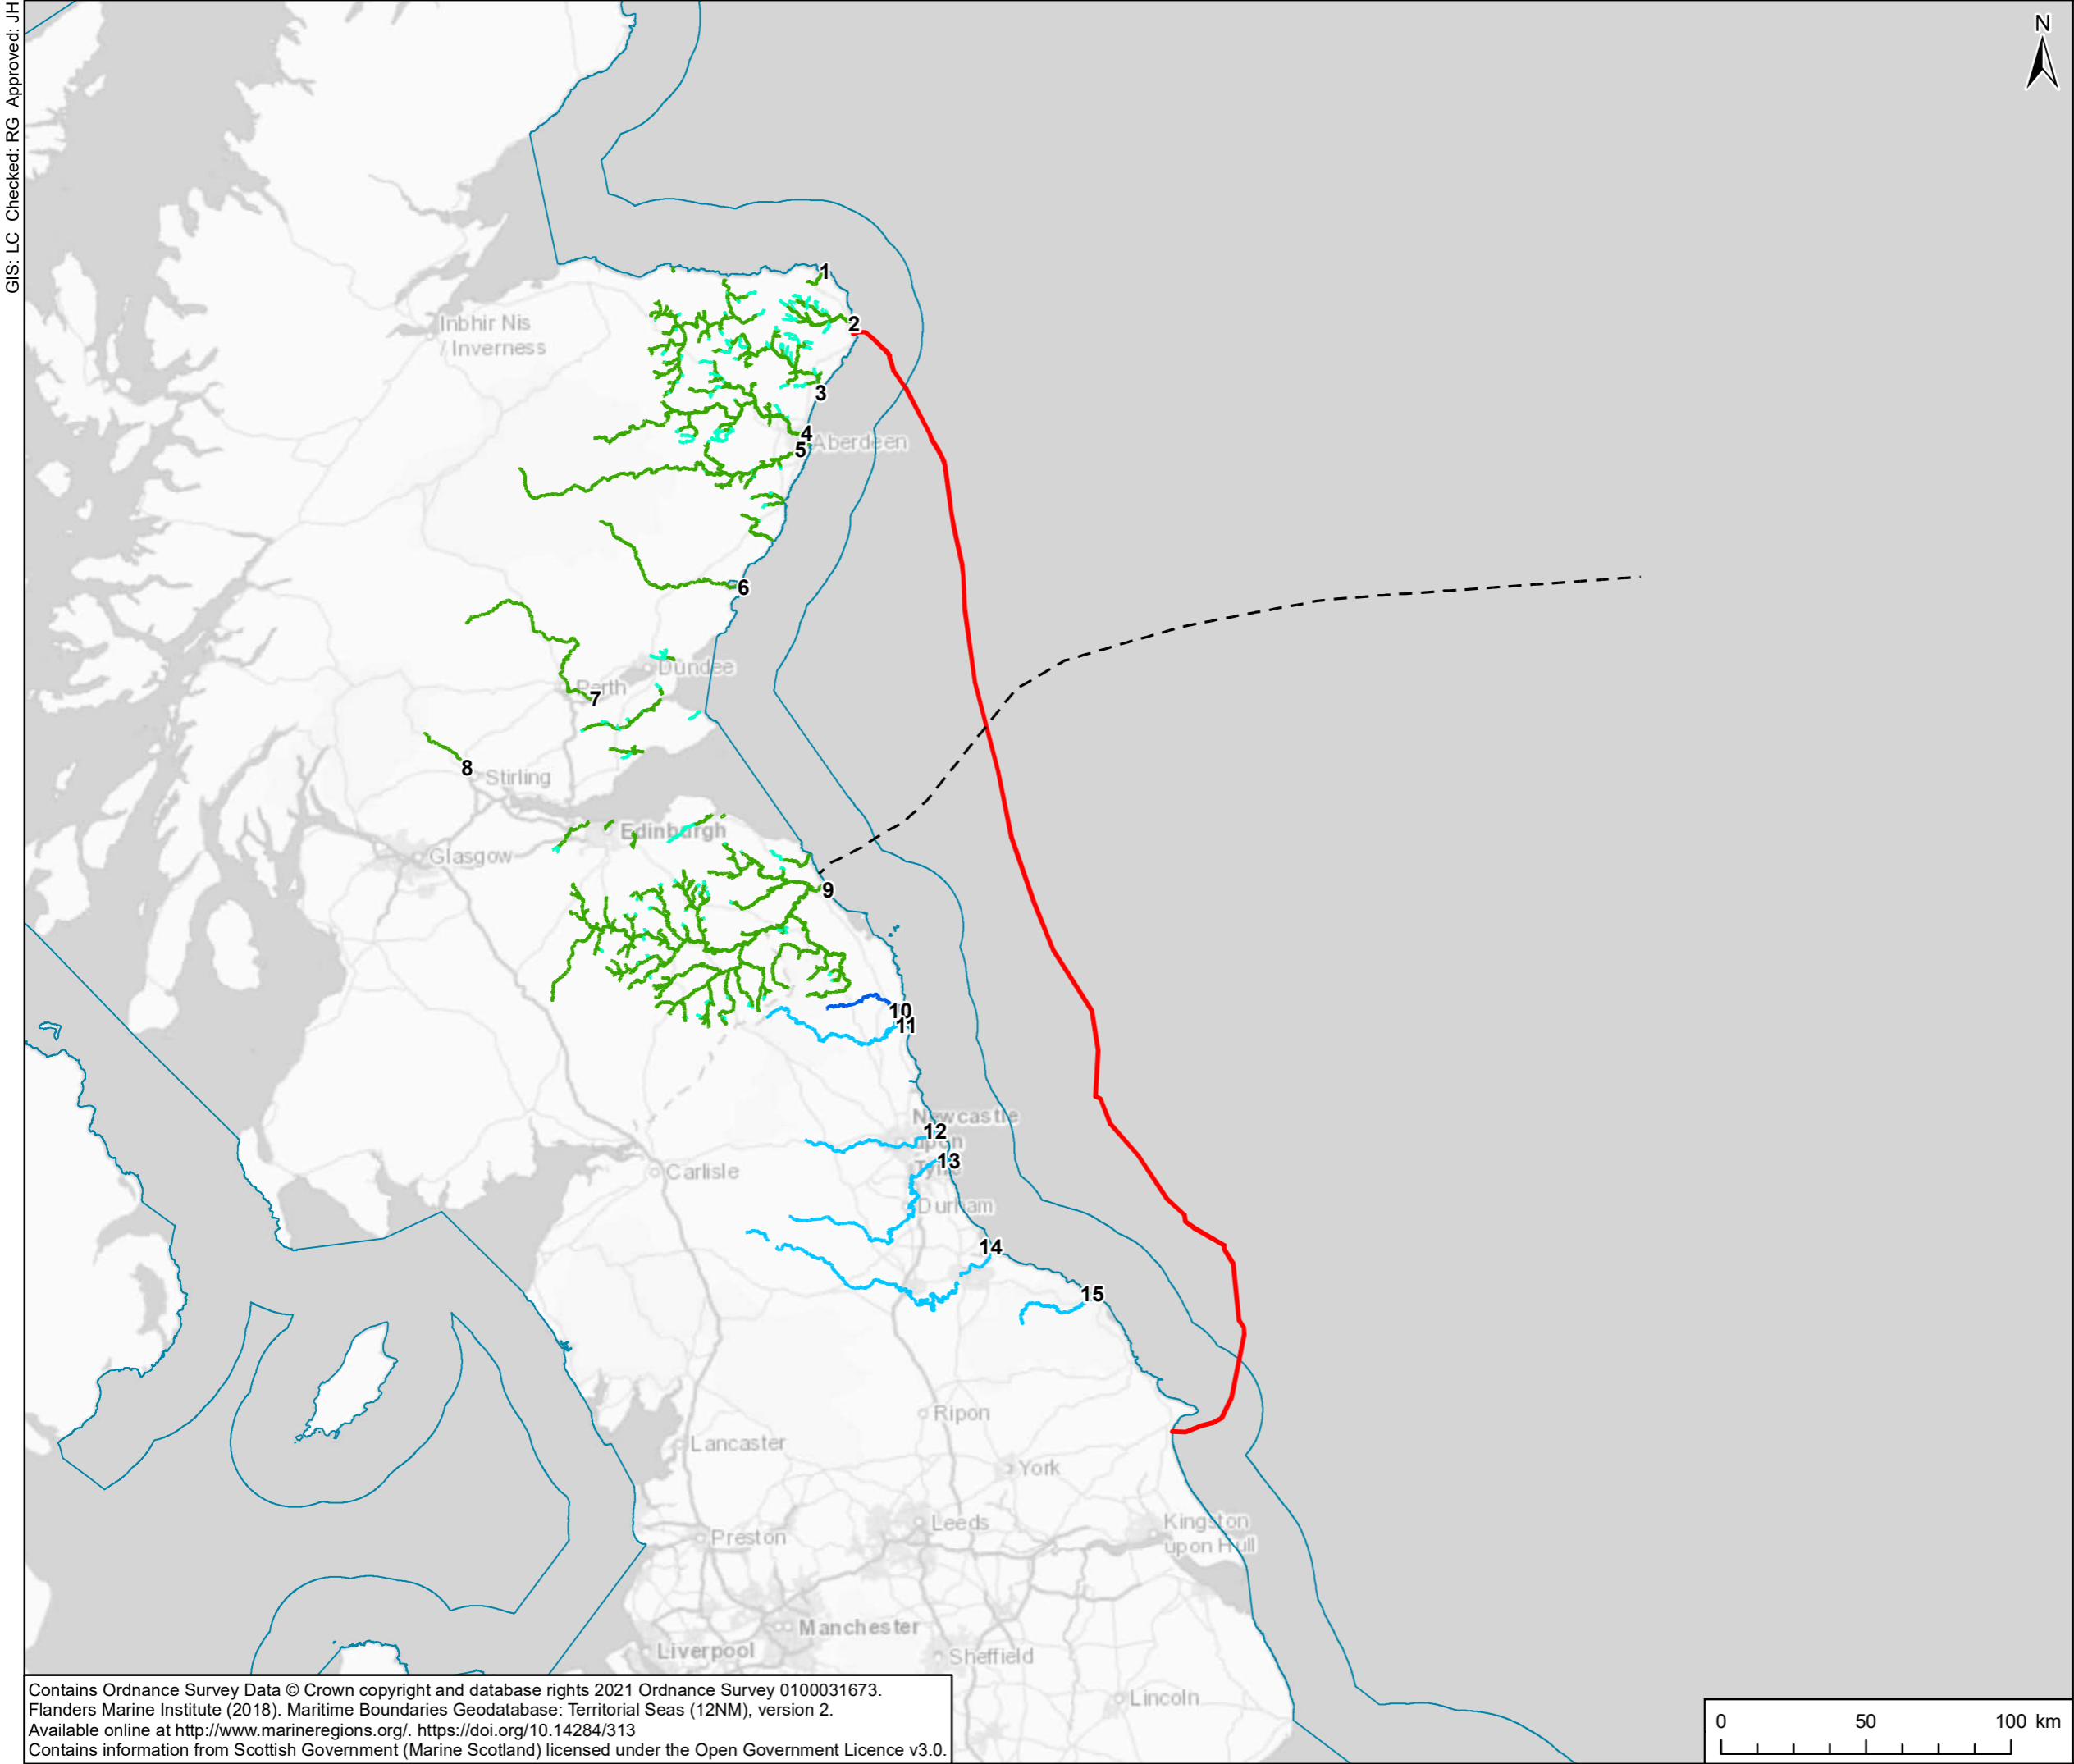 GIS: LC Checked: RG Approved: JH
N
1
Inbhir Nis
/ Inverness
2
3
4
Aberdeen
5
6
Dundee
Perth
7
8
Stirling
Edinburgh
Glasgow
9
10
11
Newcastle
upon
Tyne
12
13
Carlisle
Durham
14
15
Ripon
Lancaster
York
Leeds
Preston
Kingston
upon Hull
Manchester
Liverpool
Sheffield
Lincoln
Contains Ordnance Survey Data © Crown copyright and database rights 2021 Ordnance Survey 0100031673.
Flanders Marine Institute (2018). Maritime Boundaries Geodatabase: Territorial Seas (12NM), version 2.
Available online at http://www.marineregions.org/. https://doi.org/10.14284/313
Contains information from Scottish Government (Marine Scotland) licensed under the Open Government Licence v3.0.
0 50 100 km